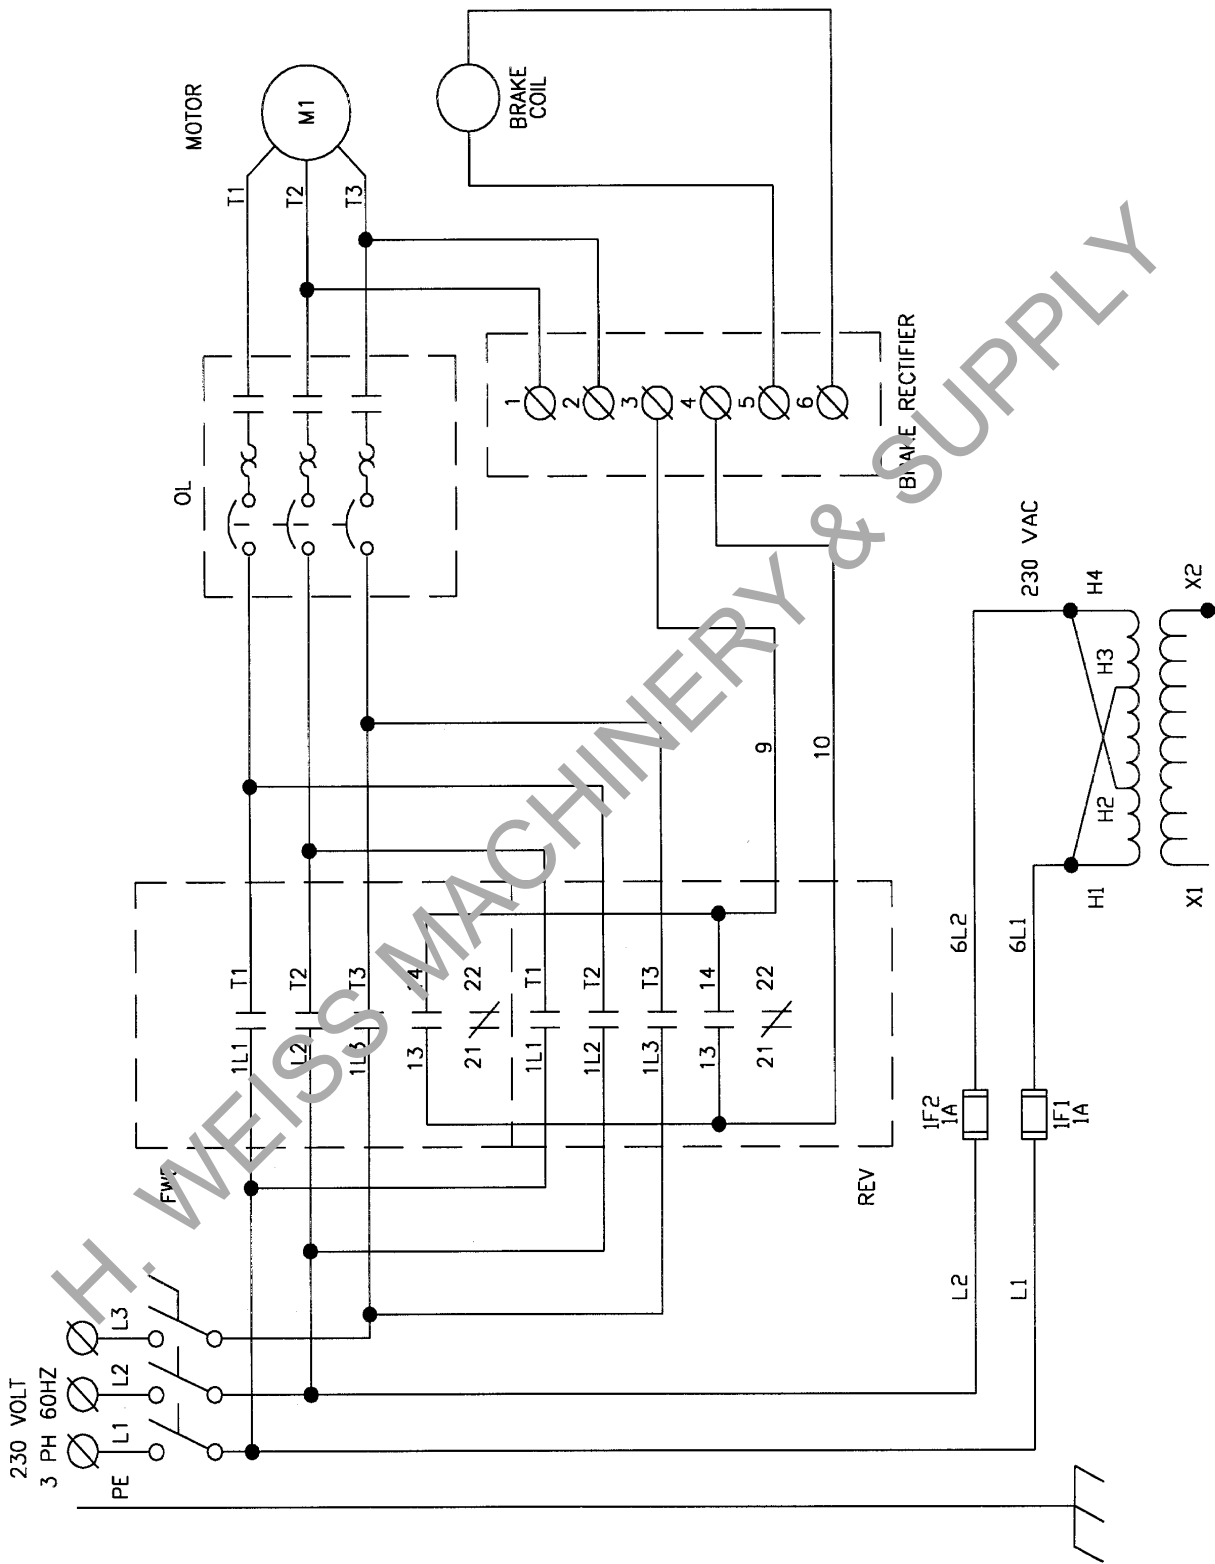 230 VOLT
3 PH 60HZ
PE
L1
L2
L3
FWD
1L1
T1
L2
T2
1L3
T3
13
14
21
22
1L1
T1
1L2
T2
1L3
T3
13
14
21
22
REV
OL
T1
T2
T3
MOTOR
M1
BRAKE
COIL
1
2
3
4
5
6
BRAKE RECTIFIER
9
10
L2
L1
1F2
1A
1F1
1A
6L2
6L1
230 VAC
H1
H2
H3
H4
X1
X2
H. WEISS MACHINERY & SUPPLY